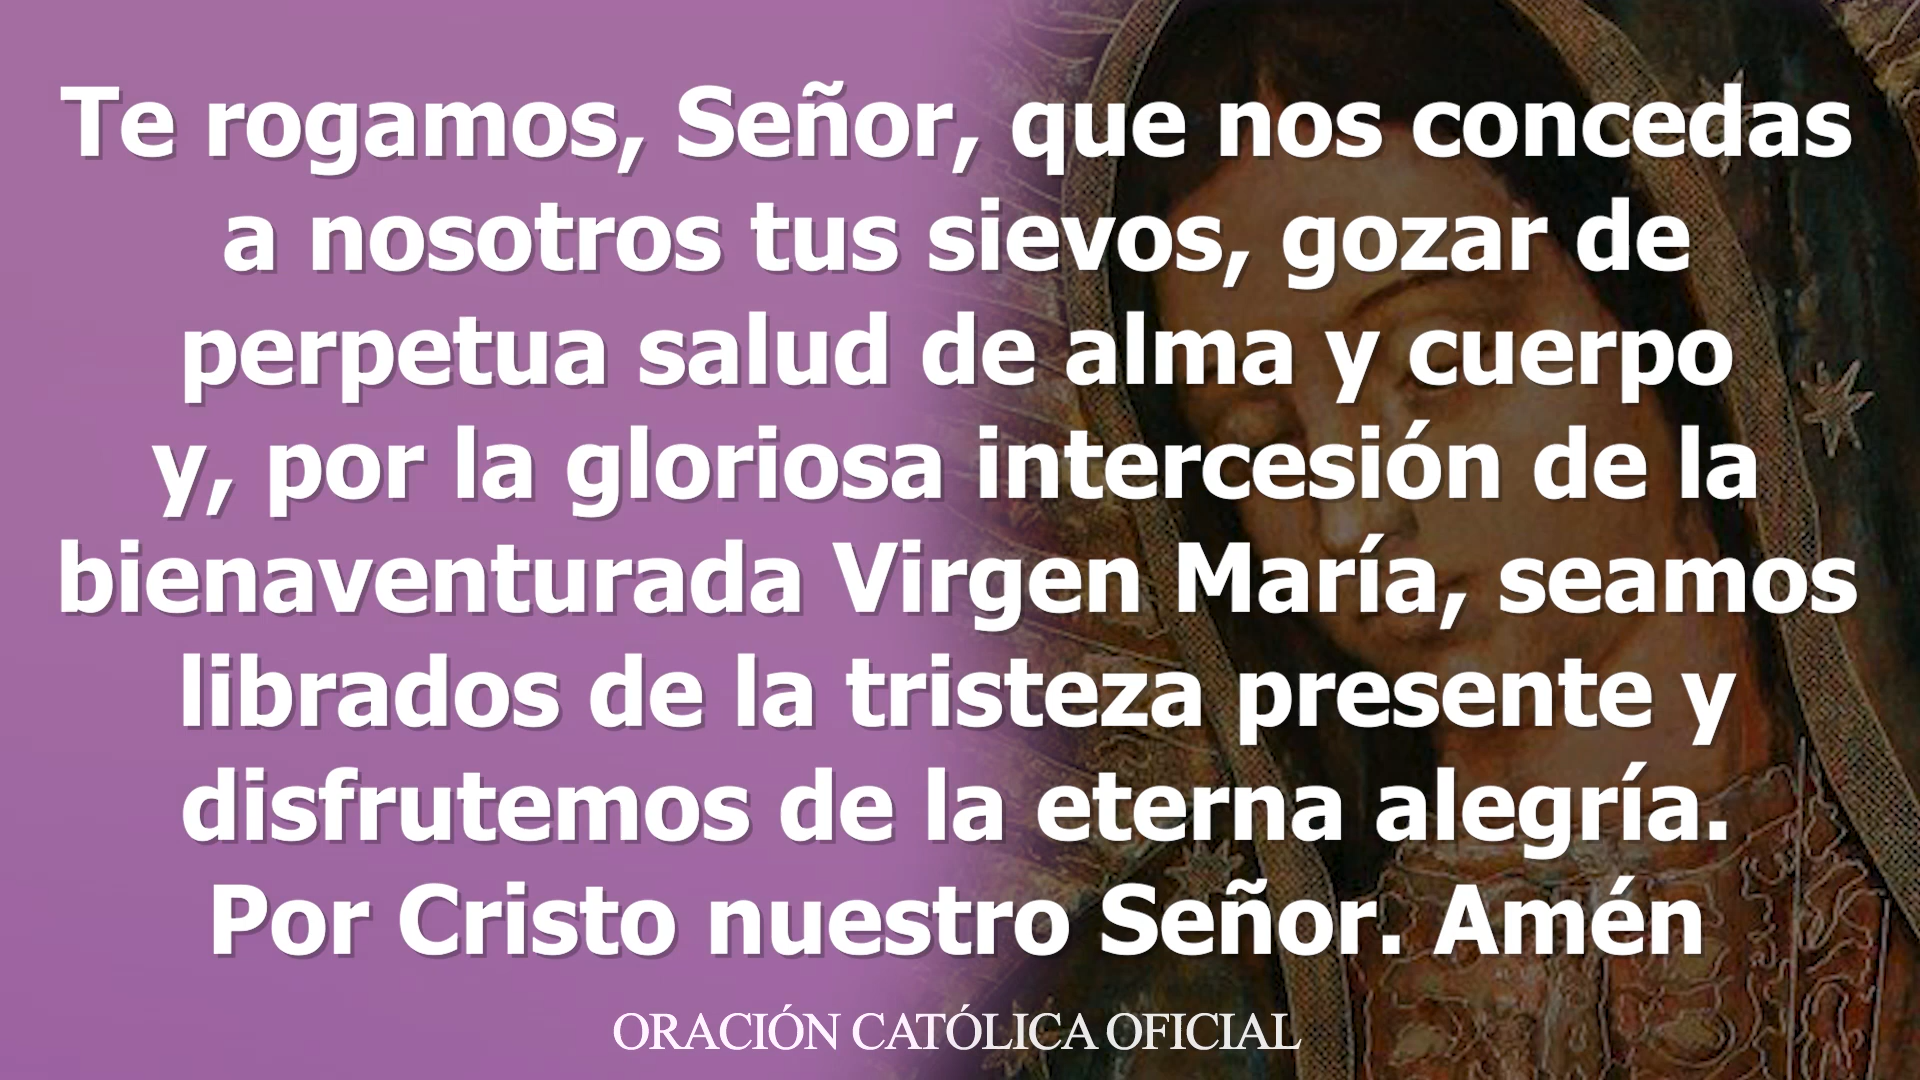 Te rogamos, Señor, que nos concedas
a nosotros tus sievos, gozar de
perpetua salud de alma y cuerpo
y, por la gloriosa intercesión de la
bienaventurada Virgen María, seamos
librados de la tristeza presente y
disfrutemos de la eterna alegría.
Por Cristo nuestro Señor. Amén
ORACIÓN CATÓLICA OFICIAL